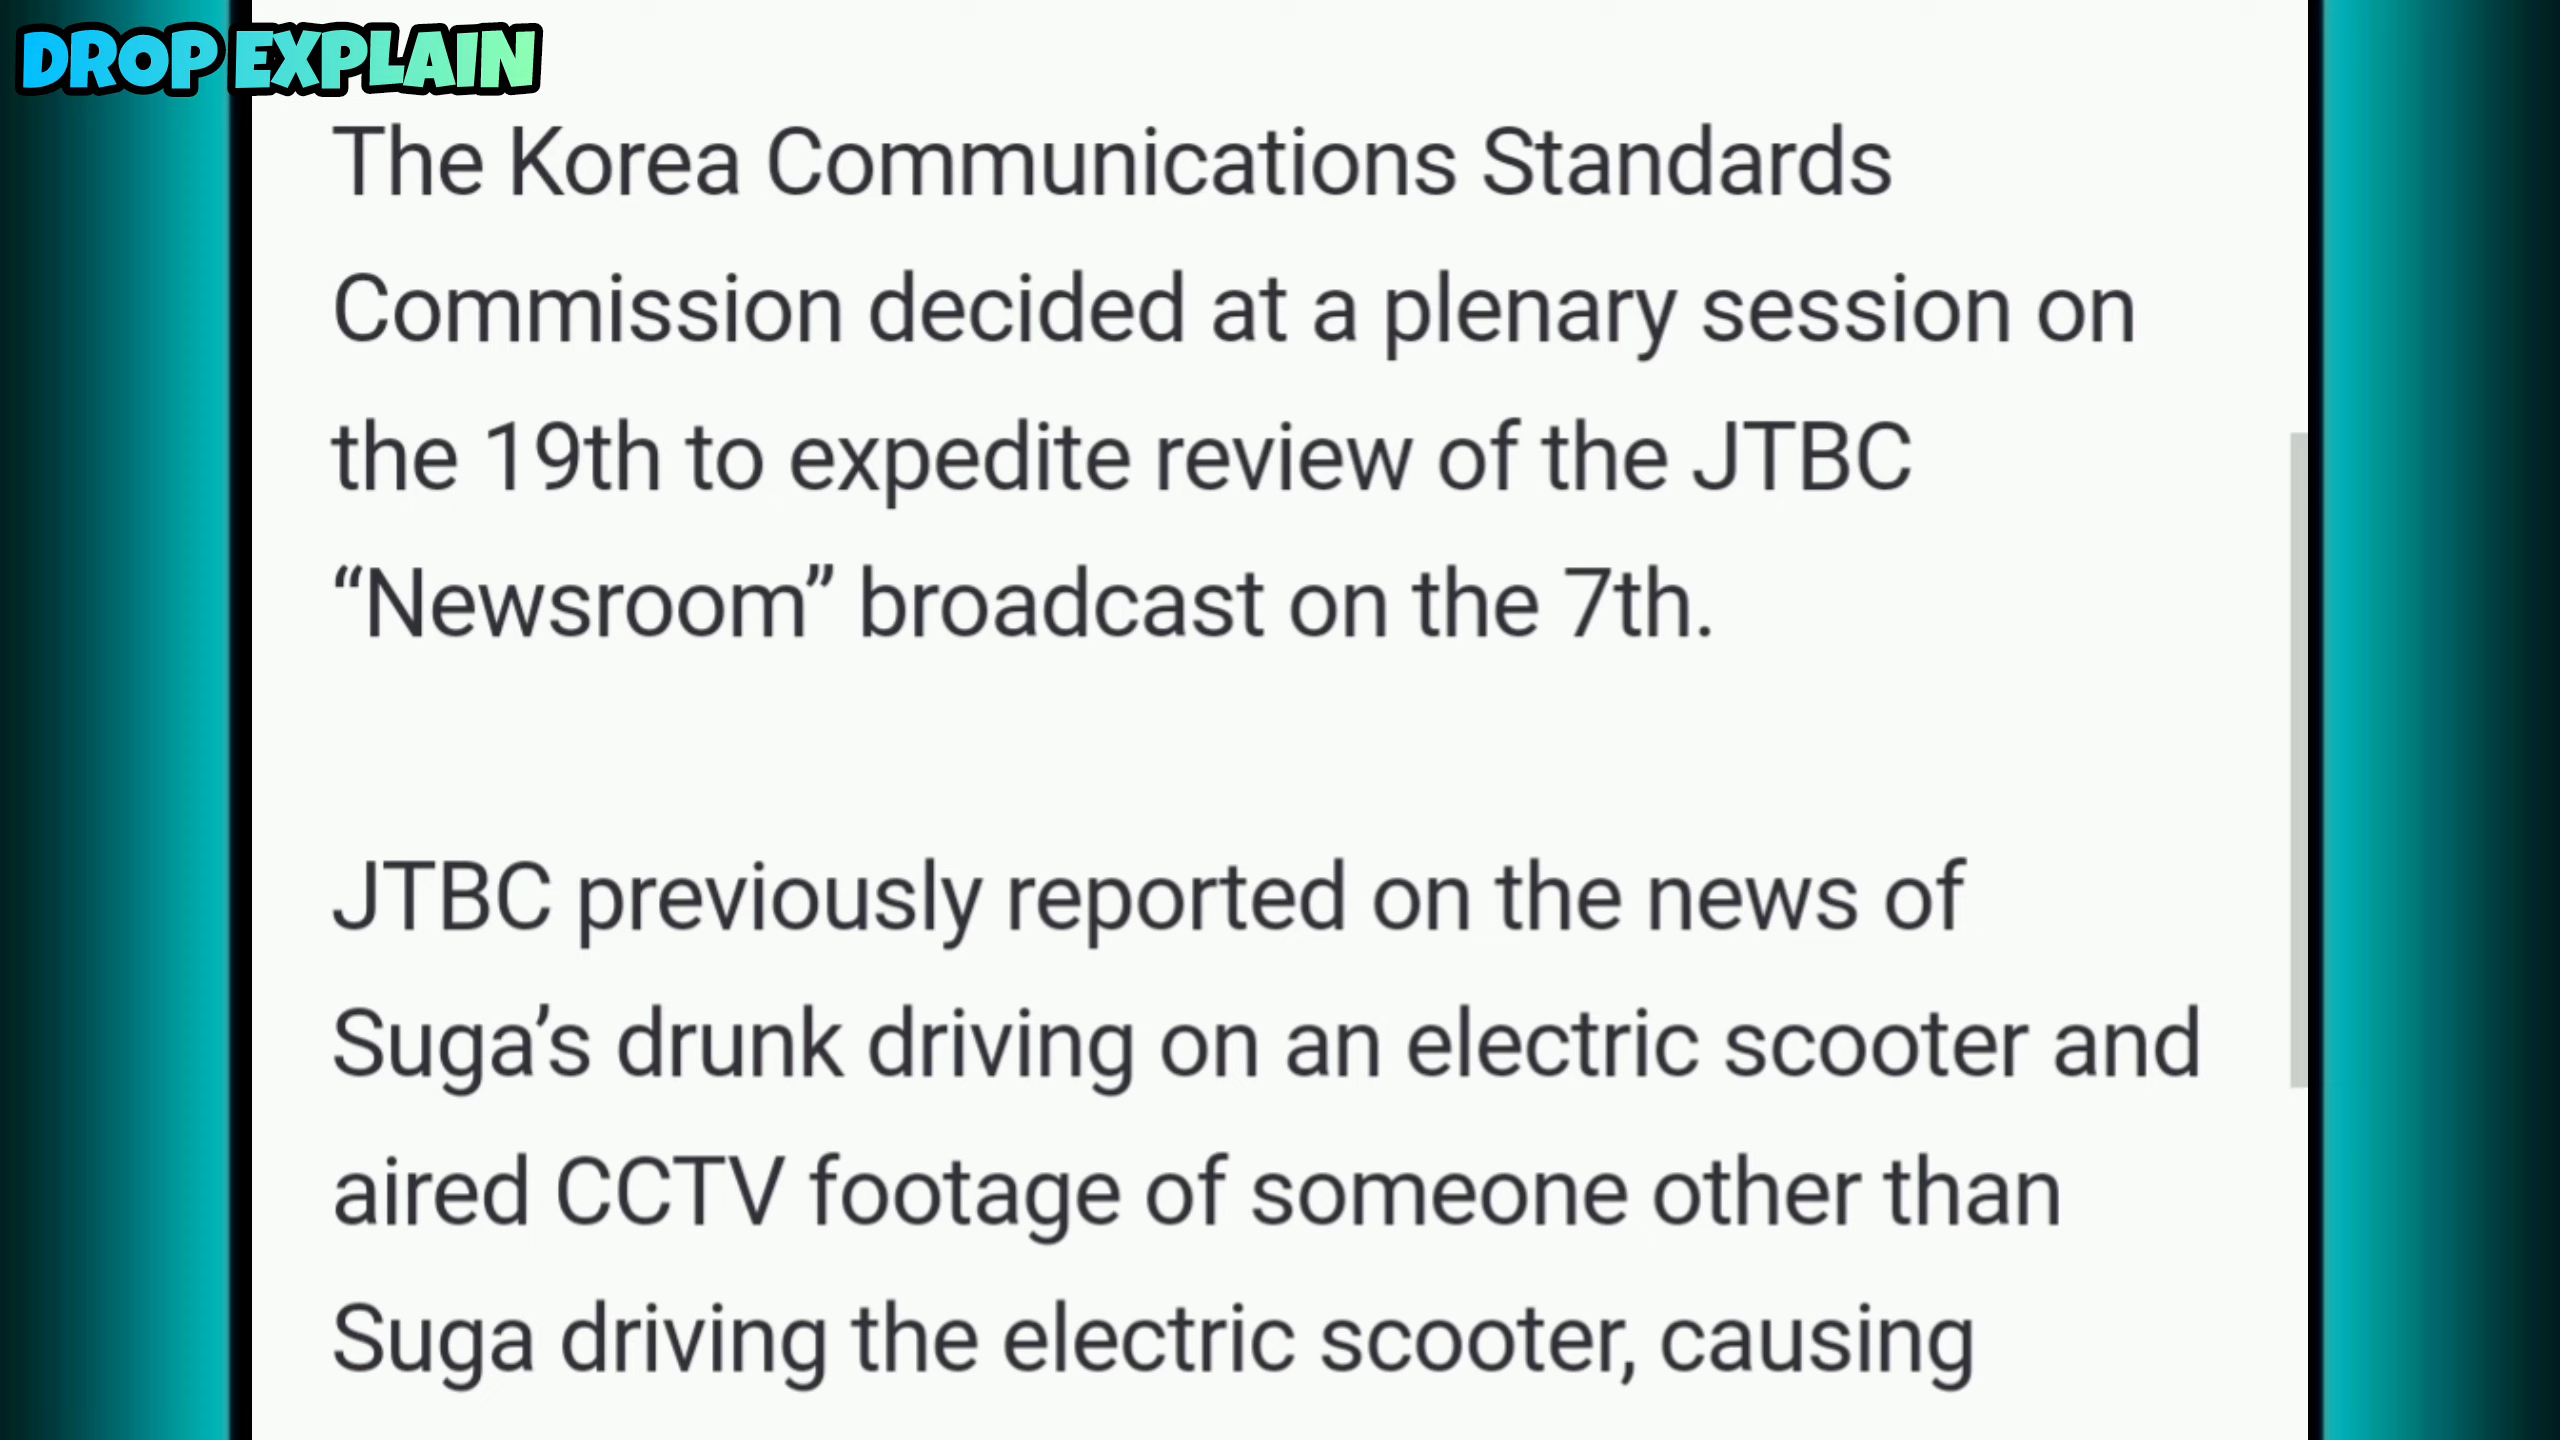 DROP EXPLAIN
The Korea Communications Standards
Commission decided at a plenary session on
the 19th to expedite review of the JTBC
“Newsroom” broadcast on the 7th.
JTBC previously reported on the news of
Suga’s drunk driving on an electric scooter and
aired CCTV footage of someone other than
Suga driving the electric scooter, causing